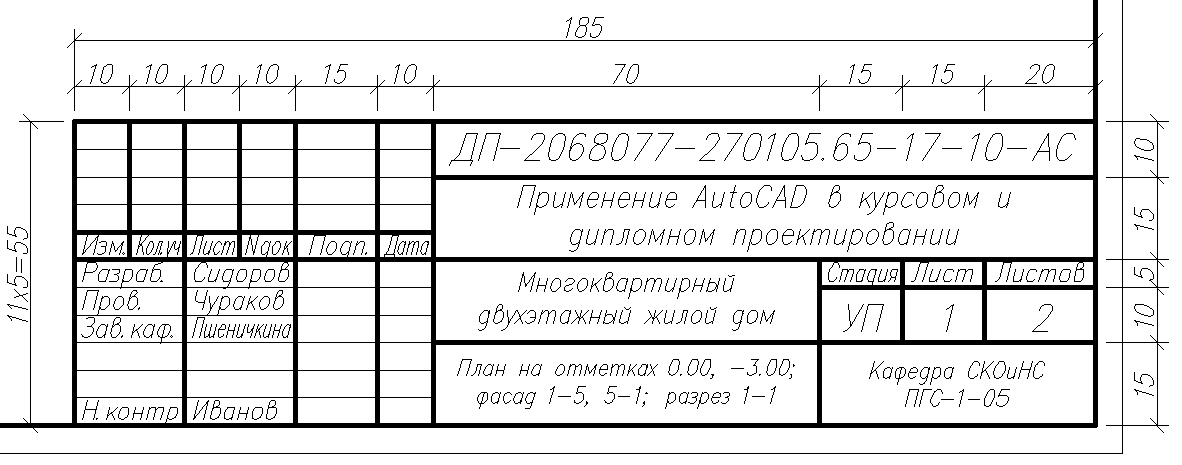 185
10 10 10 10 15 10 70 15 15 20
ДП-2068077-270105.65-17-10-АС
10
Применение AutoCAD в курсовом и
дипломном проектировании
15
11x5=55
Изм. Кол.уч Лист Nдок Подп. Дата
Разраб. Сидоров
Пров. Чураков
Зав. каф. Пшеничкина
Н. контр Иванов
Многоквартирный
двухэтажный жилой дом
Стадия Лист Листов
5
УП 1 2
10
План на отметках 0.00, -3.00;
фасад 1-5, 5-1; разрез 1-1
Кафедра СКОиНС
ПГС-1-05
15